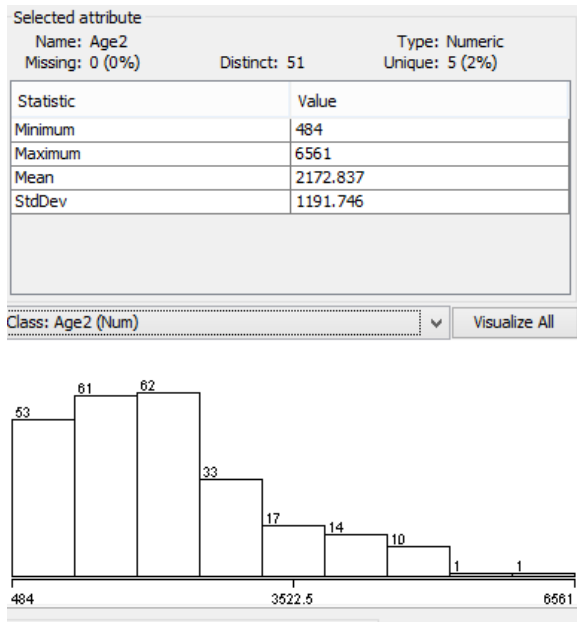 Selected attribute
Name: Age2 Type: Numeric
Missing: 0 (0%) Distinct: 51 Unique: 5 (2%)
Statistic Value
Minimum 484
Maximum 6561
Mean 2172.837
StdDev 1191.746
Class: Age2 (Num) Visualize All
53 61 62 33 17 14 10 1 1
484 3522.5 6561